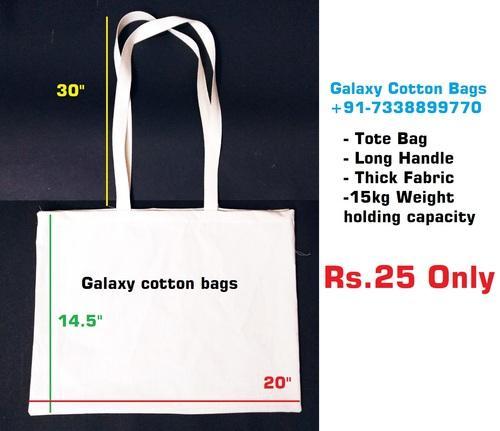 30"
Galaxy Cotton Bags
+91-7338899770
- Tote Bag
- Long Handle
- Thick Fabric
-15kg Weight
holding capacity
Rs.25 Only
Galaxy cotton bags
14.5"
20"